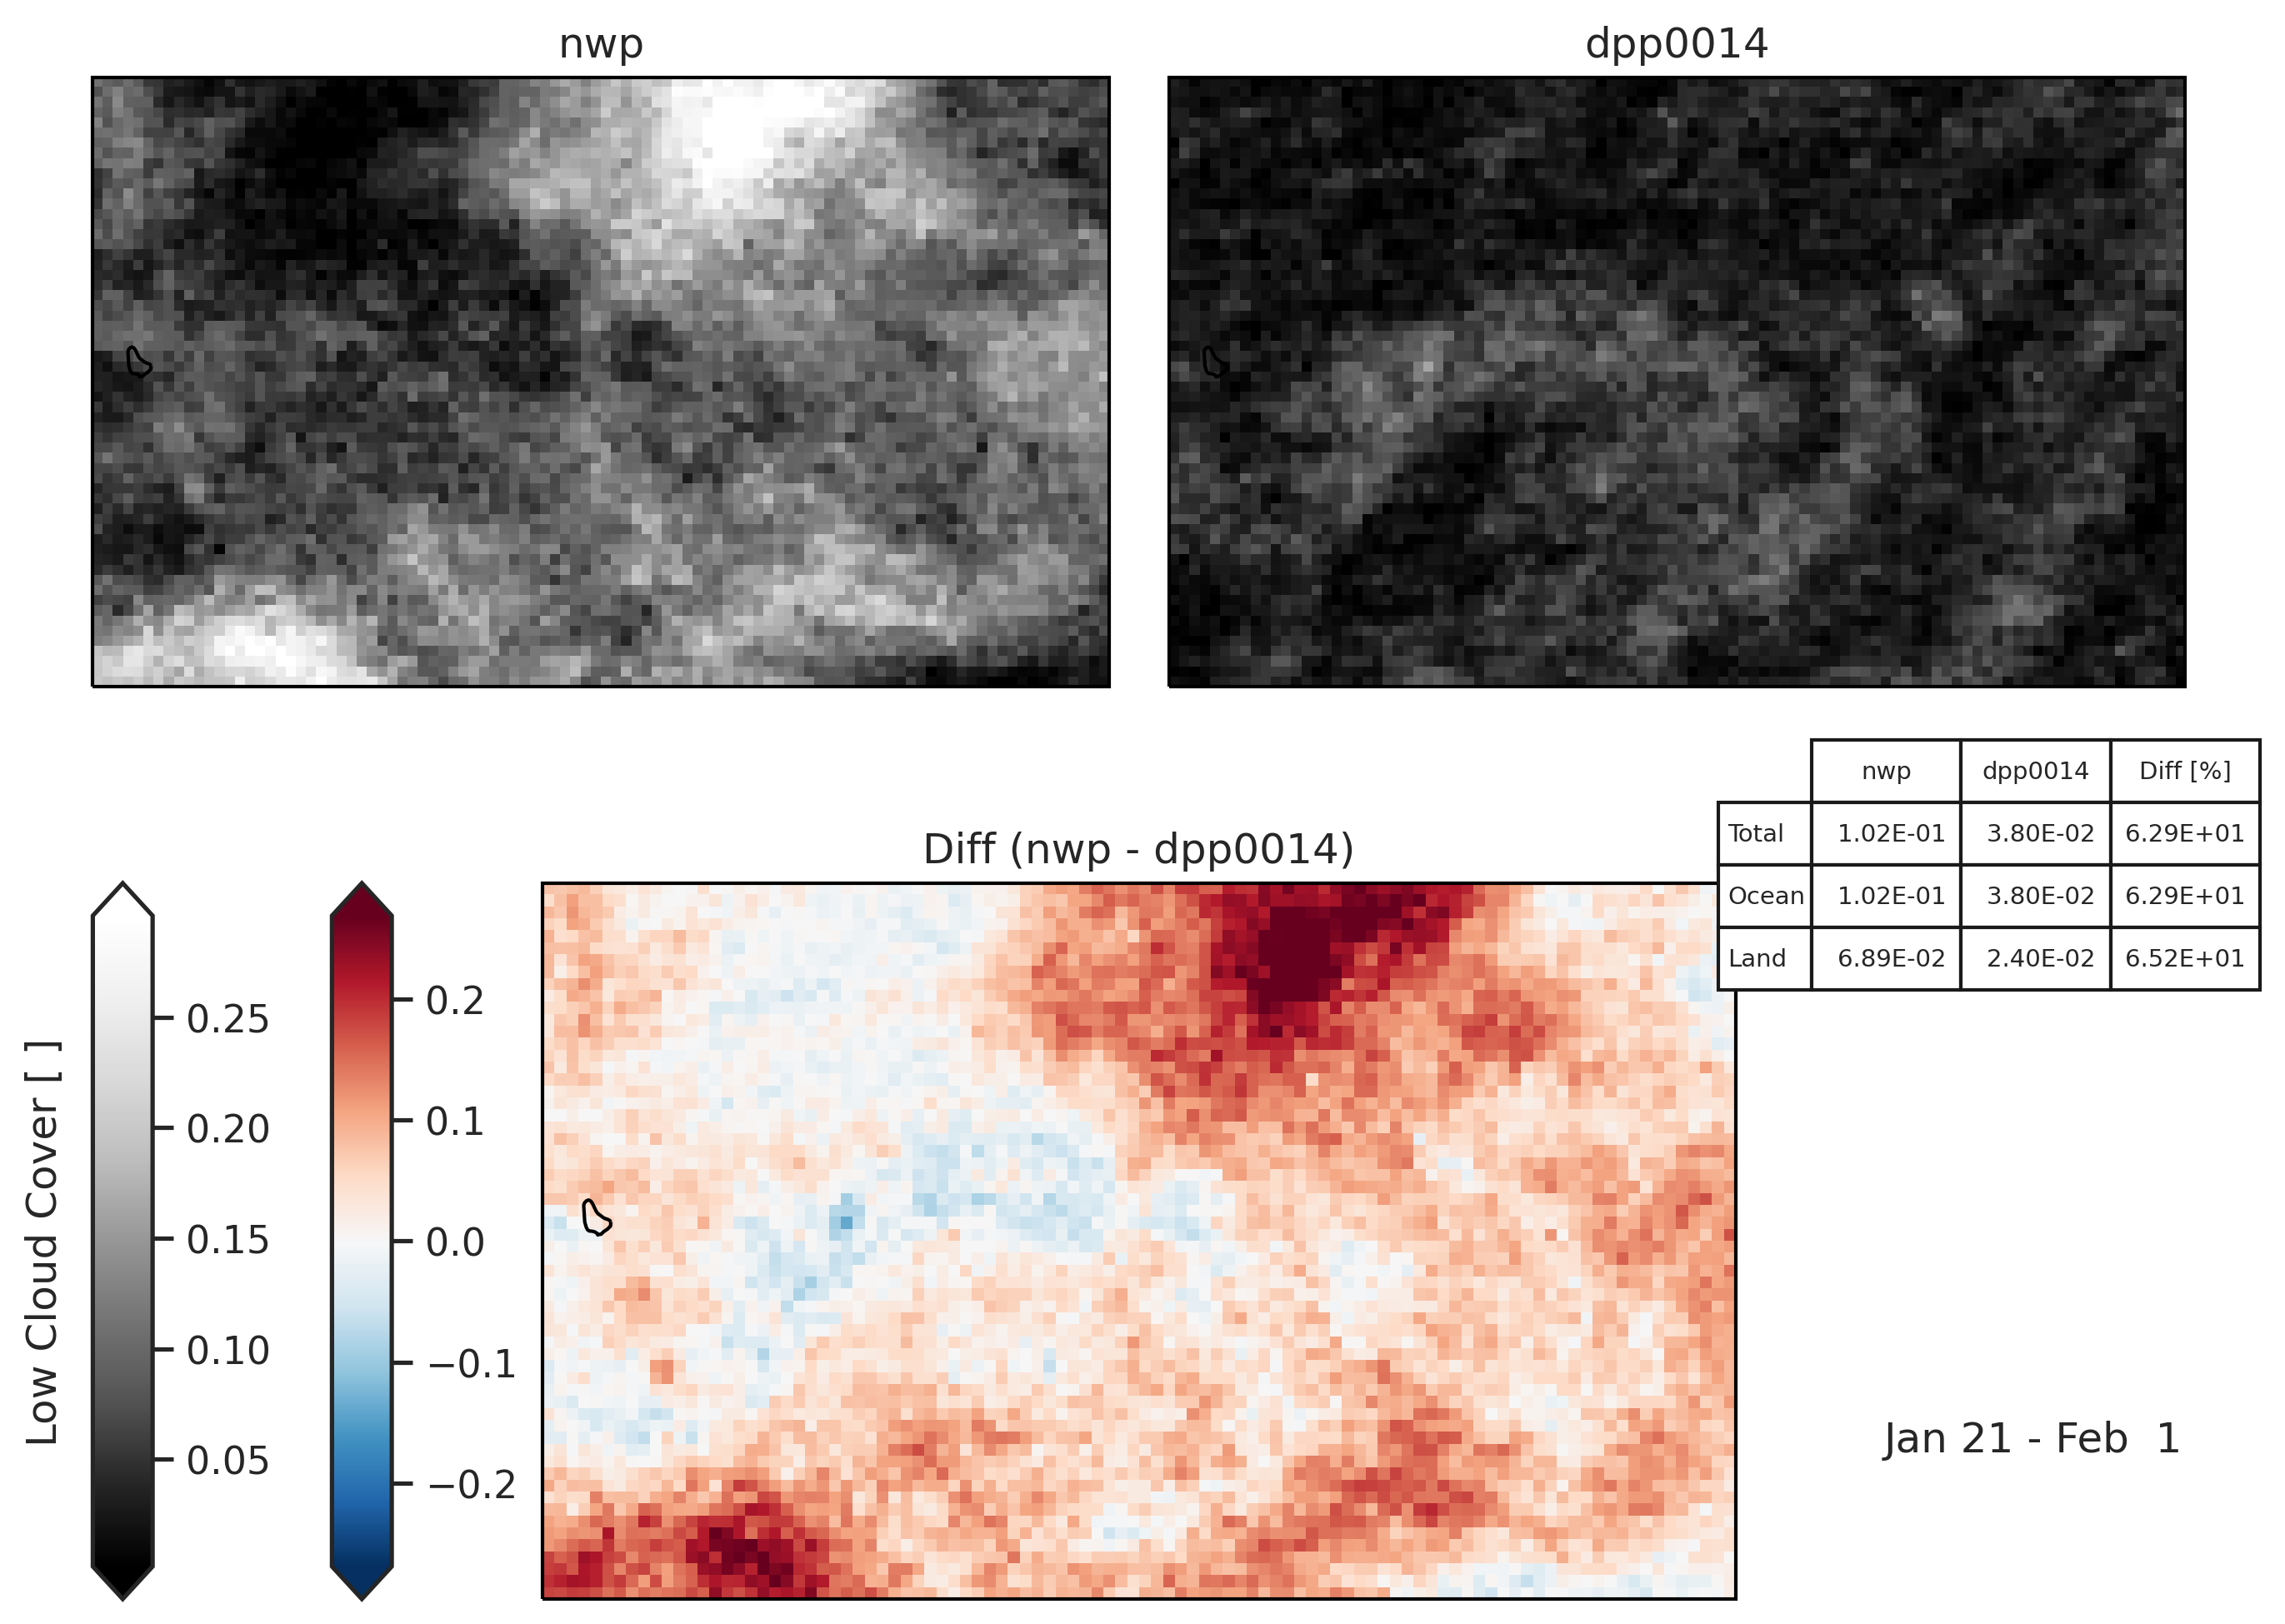 nwp
dpp0014
nwp dpp0014 Diff [%]
Total 1.02E-01 3.80E-02 6.29E+01
Ocean 1.02E-01 3.80E-02 6.29E+01
Land 6.89E-02 2.40E-02 6.52E+01
Diff (nwp - dpp0014)
Low Cloud Cover [ ]
0.25
0.20
0.15
0.10
0.05
0.2
0.1
0.0
−0.1
−0.2
Jan 21 - Feb  1